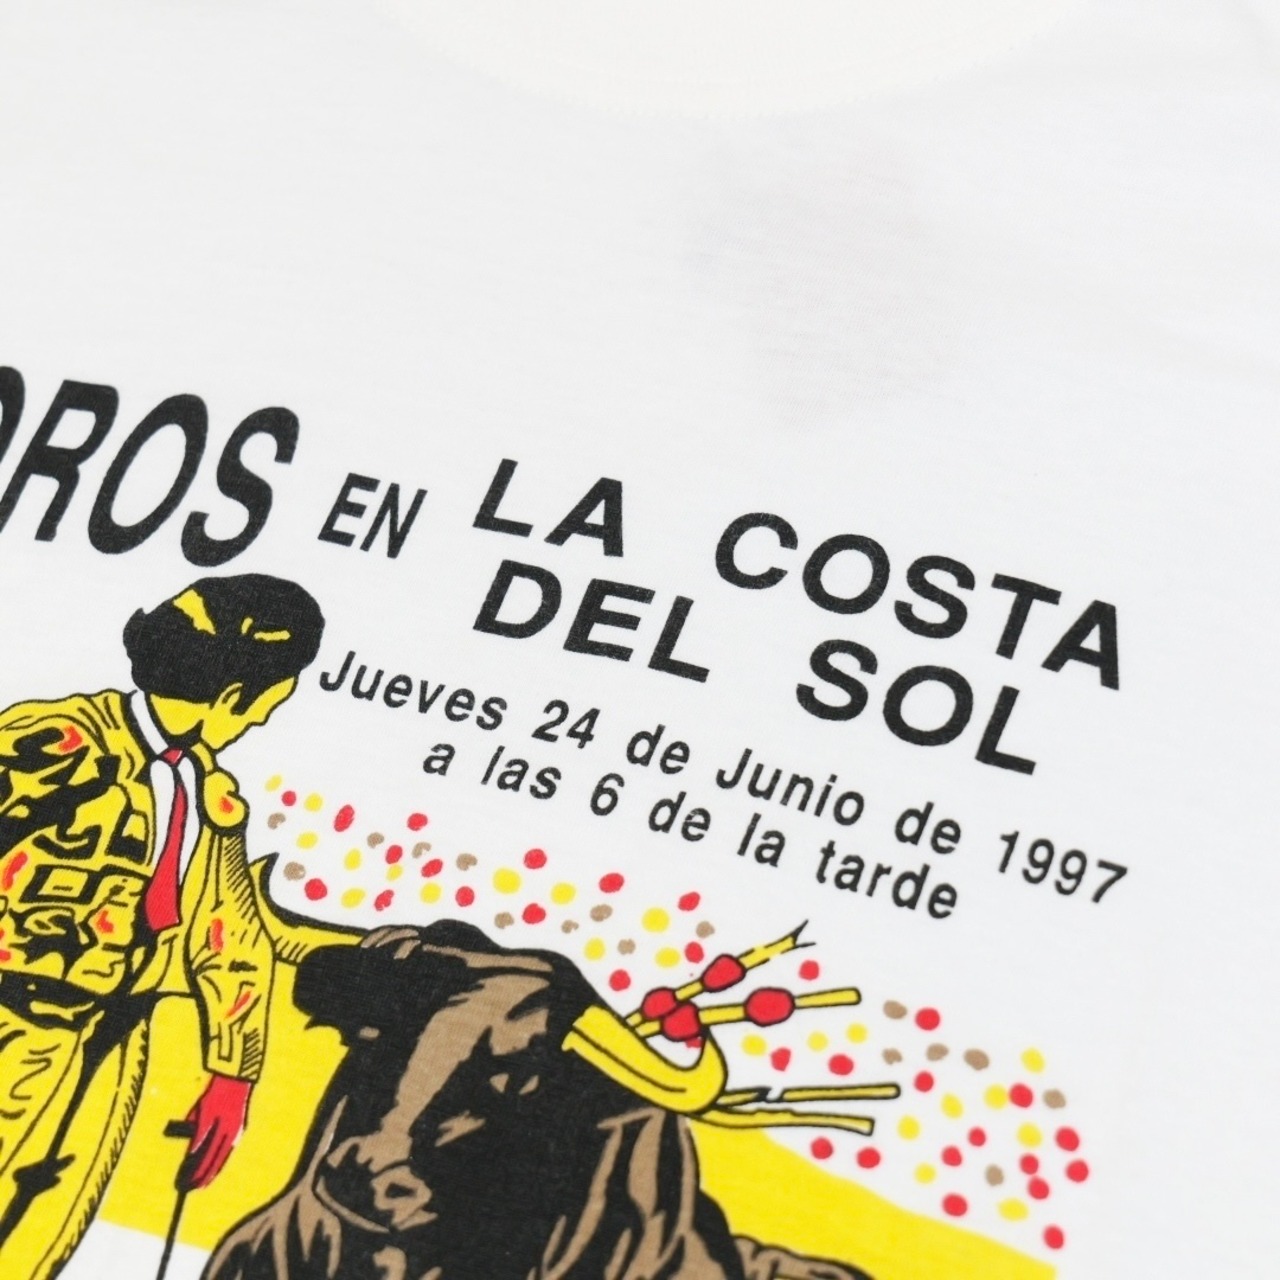 OROS EN LA COSTA
DEL SOL
Jueves 24 de Junio de 1997
a las 6 de la tarde